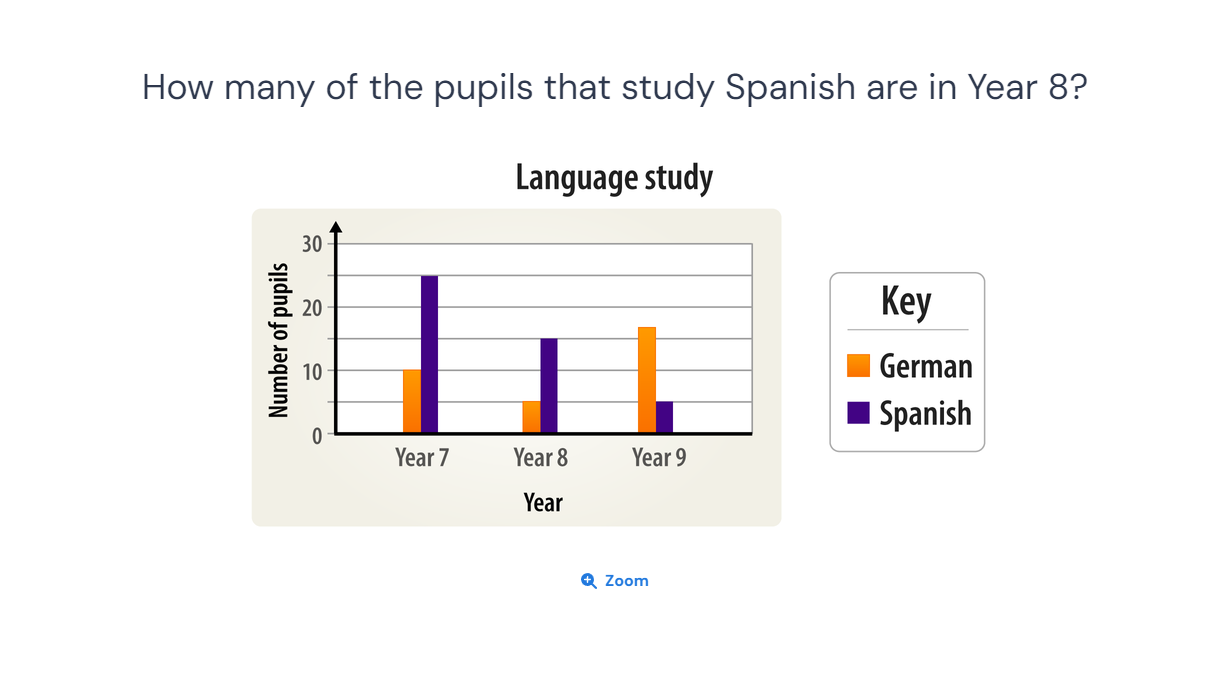 How many of the pupils that study Spanish are in Year 8?
Language study
Number of pupils
30
20
10
0
Year 7 Year 8 Year 9
Year
Key
German
Spanish
Zoom